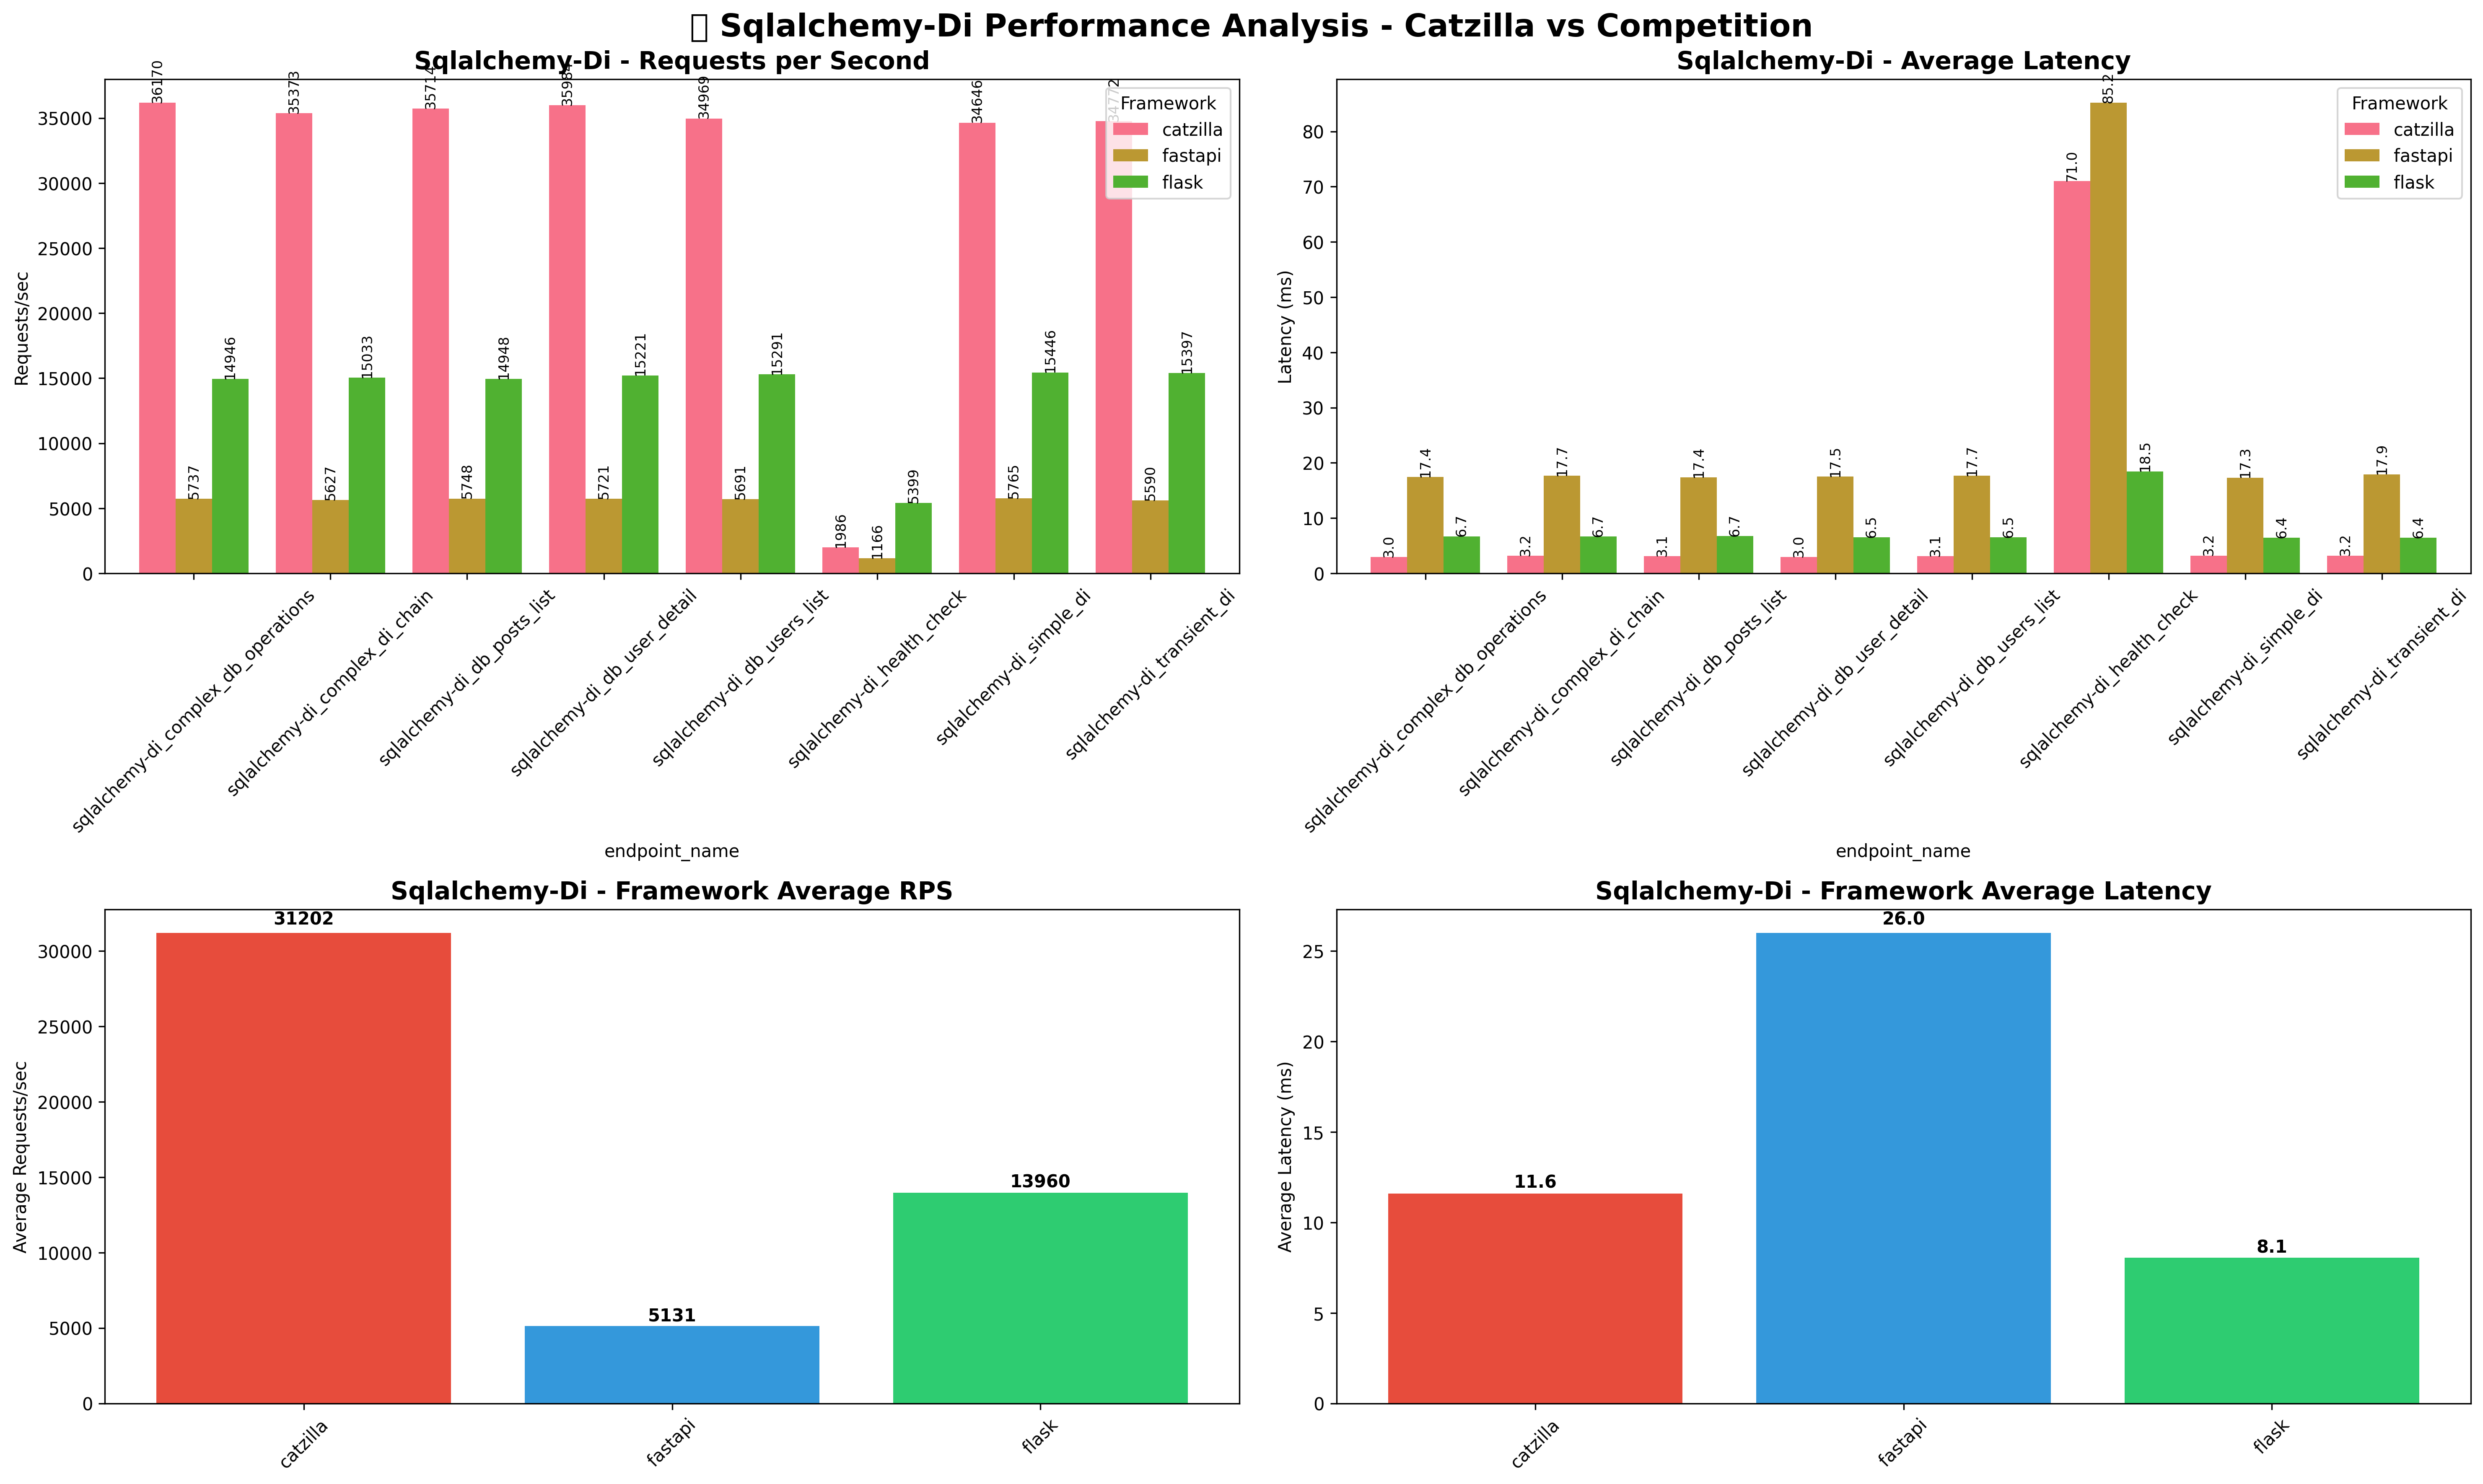 ▯ Sqlalchemy-Di Performance Analysis - Catzilla vs Competition
Sqlalchemy-Di - Requests per Second
Requests/sec
35000
30000
25000
20000
15000
10000
5000
0
36170
5737
14946
35373
5627
15033
35714
5748
14948
35984
5721
15221
34969
5691
15291
1986
1166
5399
34646
5765
15446
34772
5590
15397
Framework
catzilla
fastapi
flask
sqlalchemy-di_complex_db_operations
sqlalchemy-di_complex_di_chain
sqlalchemy-di_db_posts_list
sqlalchemy-di_db_user_detail
sqlalchemy-di_db_users_list
sqlalchemy-di_health_check
sqlalchemy-di_simple_di
sqlalchemy-di_transient_di
endpoint_name
Sqlalchemy-Di - Average Latency
Latency (ms)
80
70
60
50
40
30
20
10
0
3.0
17.4
6.7
3.2
17.7
6.7
3.1
17.4
6.7
3.0
17.5
6.5
3.1
17.7
6.5
71.0
85.2
18.5
3.2
17.3
6.4
3.2
17.9
6.4
Framework
catzilla
fastapi
flask
sqlalchemy-di_complex_db_operations
sqlalchemy-di_complex_di_chain
sqlalchemy-di_db_posts_list
sqlalchemy-di_db_user_detail
sqlalchemy-di_db_users_list
sqlalchemy-di_health_check
sqlalchemy-di_simple_di
sqlalchemy-di_transient_di
endpoint_name
Sqlalchemy-Di - Framework Average RPS
Average Requests/sec
30000
25000
20000
15000
10000
5000
0
31202
5131
13960
catzilla
fastapi
flask
Sqlalchemy-Di - Framework Average Latency
Average Latency (ms)
25
20
15
10
5
0
11.6
26.0
8.1
catzilla
fastapi
flask